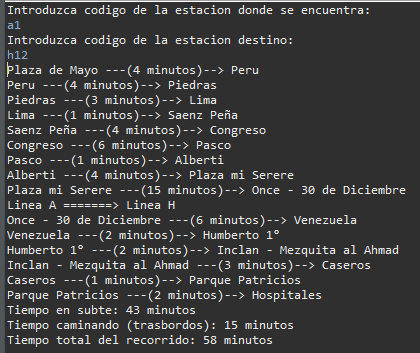 Introduzca codigo de la estacion donde se encuentra:
a1
Introduzca codigo de la estacion destino:
h12
Plaza de Mayo ---(4 minutos)--> Peru
Peru ---(4 minutos)--> Piedras
Piedras ---(3 minutos)--> Lima
Lima ---(1 minutos)--> Saenz Peña
Saenz Peña ---(4 minutos)--> Congreso
Congreso ---(6 minutos)--> Pasco
Pasco ---(1 minutos)--> Alberti
Alberti ---(4 minutos)--> Plaza mi Serere
Plaza mi Serere ---(15 minutos)--> Once - 30 de Diciembre
Linea A =======> Linea H
Once - 30 de Diciembre ---(6 minutos)--> Venezuela
Venezuela ---(2 minutos)--> Humberto 1º
Humberto 1º ---(2 minutos)--> Inclan - Mezquita al Ahmad
Inclan - Mezquita al Ahmad ---(3 minutos)--> Caseros
Caseros ---(1 minutos)--> Parque Patricios
Parque Patricios ---(2 minutos)--> Hospitales
Tiempo en subte: 43 minutos
Tiempo caminando (trasbordos): 15 minutos
Tiempo total del recorrido: 58 minutos